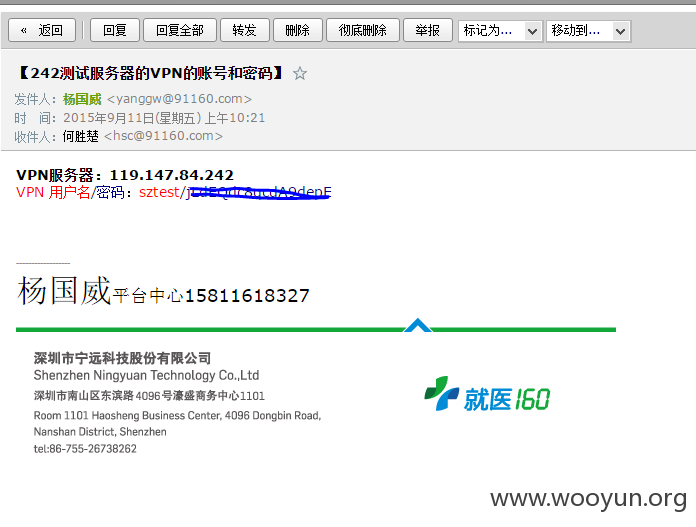 « 返回 回复 回复全部 转发 删除 彻底删除 举报 标记为... 移动到...
【242测试服务器的VPN的账号和密码】
发件人：杨国威 <yanggw@91160.com>
时 间：2015年9月11日(星期五) 上午10:21
收件人：何胜楚 <hsc@91160.com>
VPN服务器：119.147.84.242
VPN 用户名/密码：sztest/
杨国威平台中心15811618327
深圳市宁远科技股份有限公司
Shenzhen Ningyuan Technology Co.,Ltd
深圳市南山区东滨路4096号濠盛商务中心1101
Room 1101 Haosheng Business Center, 4096 Dongbin Road,
Nanshan District, Shenzhen
tel:86-755-26738262
就医160
www.wooyun.org